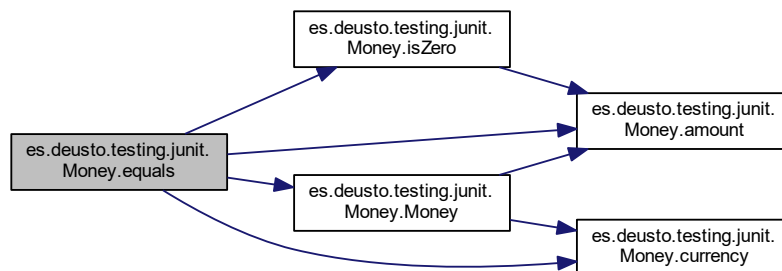 es.deusto.testing.junit.
Money.isZero
es.deusto.testing.junit.
Money.amount
es.deusto.testing.junit.
Money.equals
es.deusto.testing.junit.
Money.Money
es.deusto.testing.junit.
Money.currency